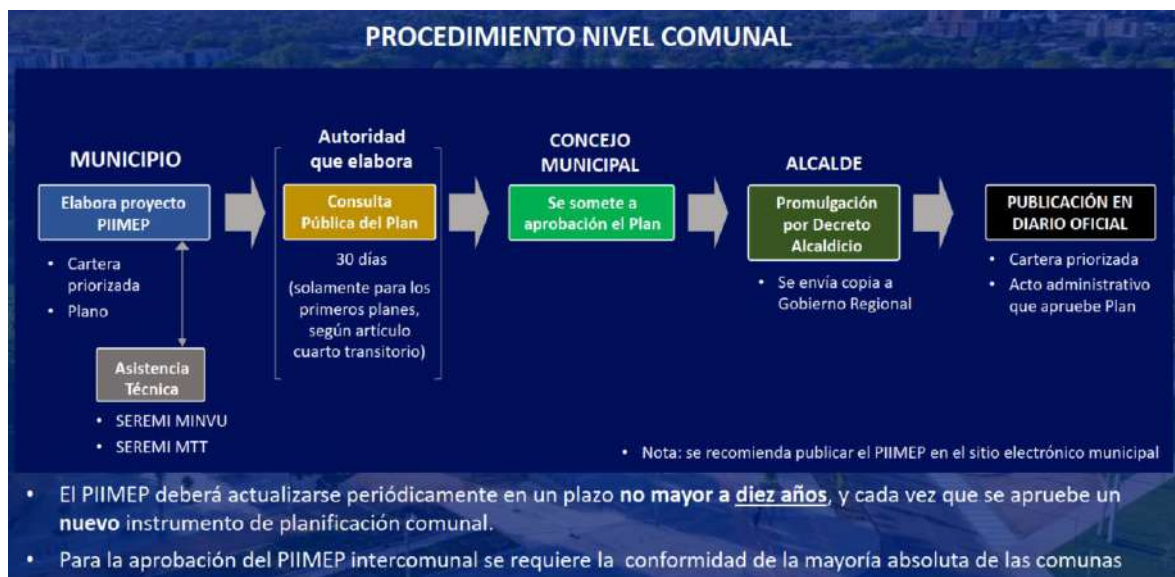 PROCEDIMIENTO NIVEL COMUNAL
MUNICIPIO
Elabora proyecto
PIIMEP
• Cartera
priorizada
• Plano
Asistencia
Técnica
• SEREMI MINVU
• SEREMI MTT
Autoridad
que elabora
Consulta
Pública del Plan
30 días
(solamente para los
primeros planes,
según artículo
cuarto transitorio)
CONCEJO
MUNICIPAL
Se somete a
aprobación el Plan
ALCALDE
Promulgación
por Decreto
Alcaldicio
• Se envía copia a
Gobierno Regional
PUBLICACIÓN EN
DIARIO OFICIAL
• Cartera priorizada
• Acto administrativo
que apruebe Plan
• Nota: se recomienda publicar el PIIMEP en el sitio electrónico municipal
• El PIIMEP deberá actualizarse periódicamente en un plazo no mayor a diez años, y cada vez que se apruebe un
nuevo instrumento de planificación comunal.
• Para la aprobación del PIIMEP intercomunal se requiere la conformidad de la mayoría absoluta de las comunas